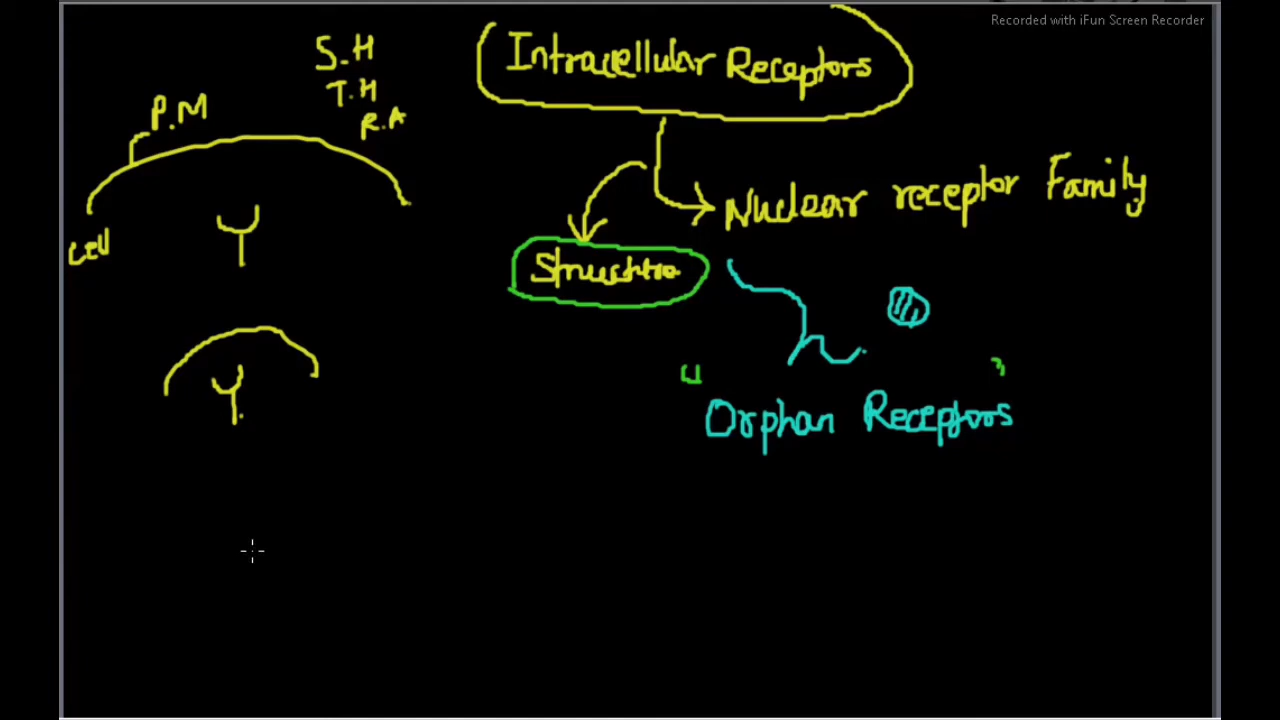 Recorded with iFun Screen Recorder
S.H
T.H
R.A
P.M
Cell
Intracellular Receptors
Nuclear receptor Family
"Orphan Receptors"